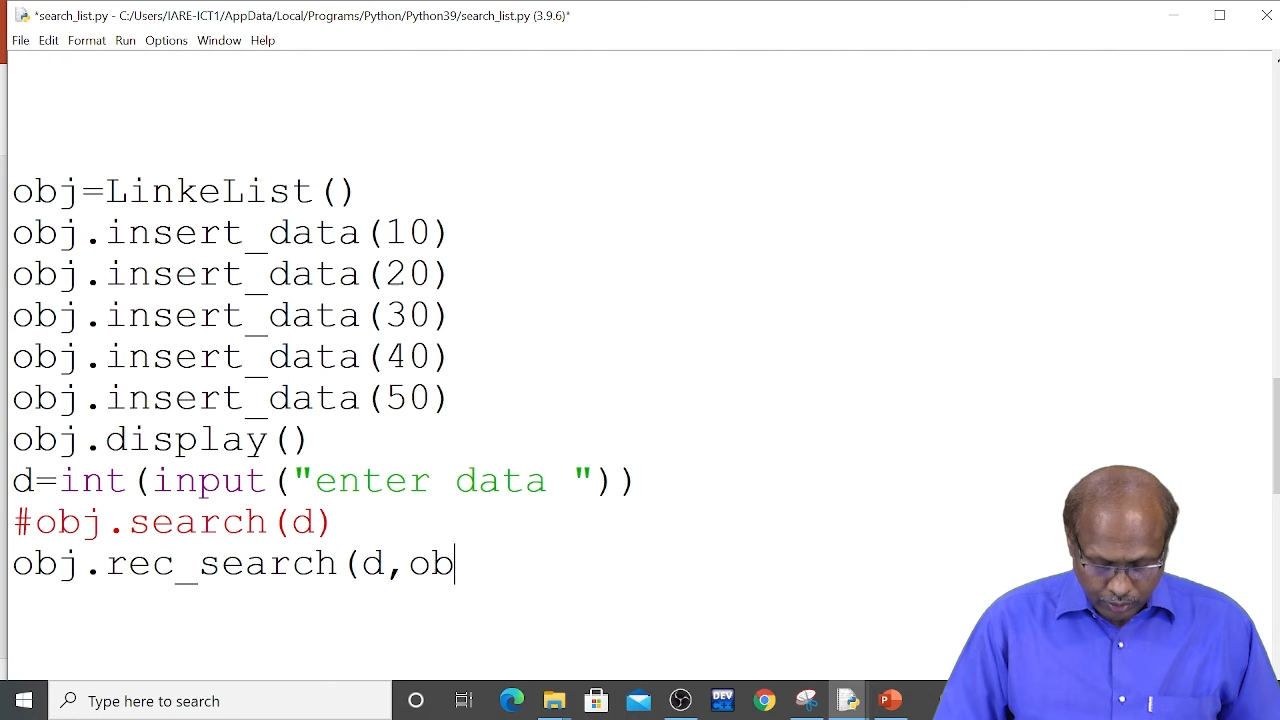 *search_list.py - C:/Users/IARE-ICT1/AppData/Local/Programs/Python/Python39/search_list.py (3.9.6)*
File Edit Format Run Options Window Help
obj=LinkeList()
obj.insert_data(10)
obj.insert_data(20)
obj.insert_data(30)
obj.insert_data(40)
obj.insert_data(50)
obj.display()
d=int(input("enter data "))
#obj.search(d)
obj.rec_search(d,ob
Type here to search
DEV
C++